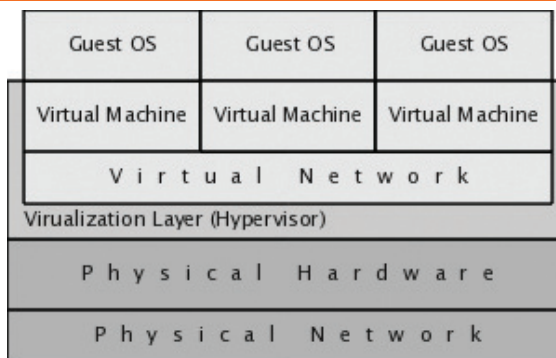 Guest OS Guest OS Guest OS
Virtual Machine Virtual Machine Virtual Machine
Virtual Network
Virualization Layer (Hypervisor)
Physical Hardware
Physical Network